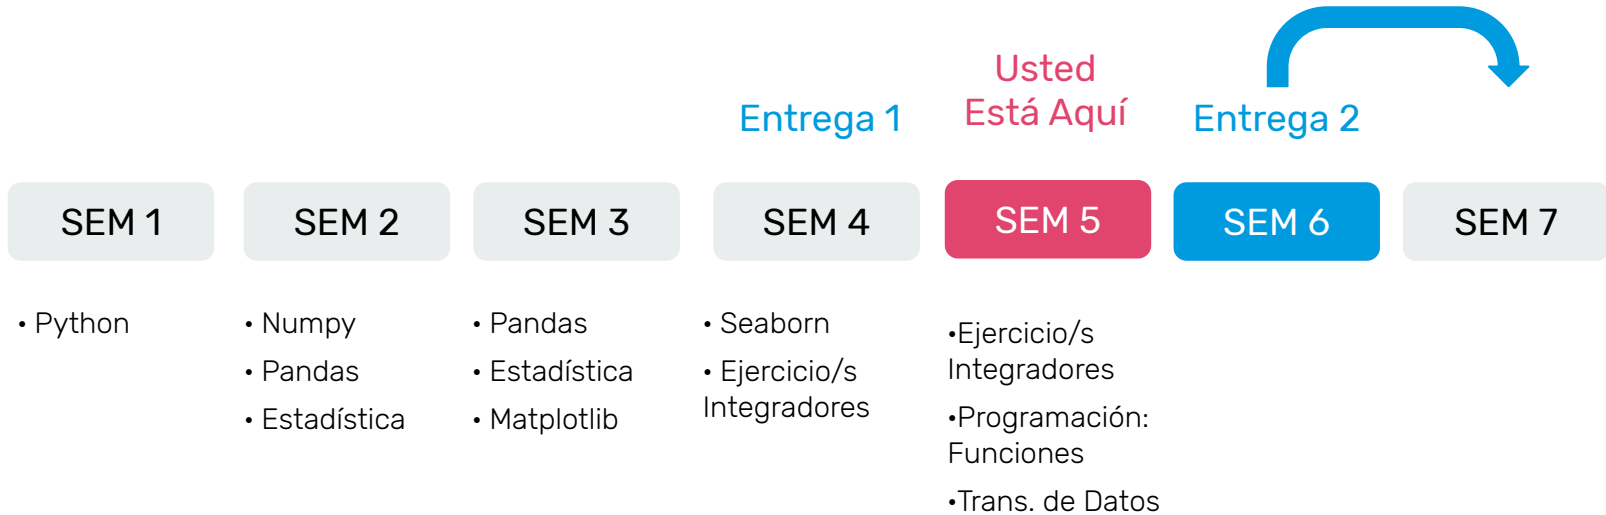 Usted
Está Aquí
Entrega 1
Entrega 2
SEM 1
SEM 2
SEM 3
SEM 4
SEM 5
SEM 6
SEM 7
• Python
• Numpy
• Pandas
• Estadística
• Pandas
• Estadística
• Matplotlib
• Seaborn
• Ejercicio/s
Integradores
•Ejercicio/s
Integradores
•Programación:
Funciones
•Trans. de Datos